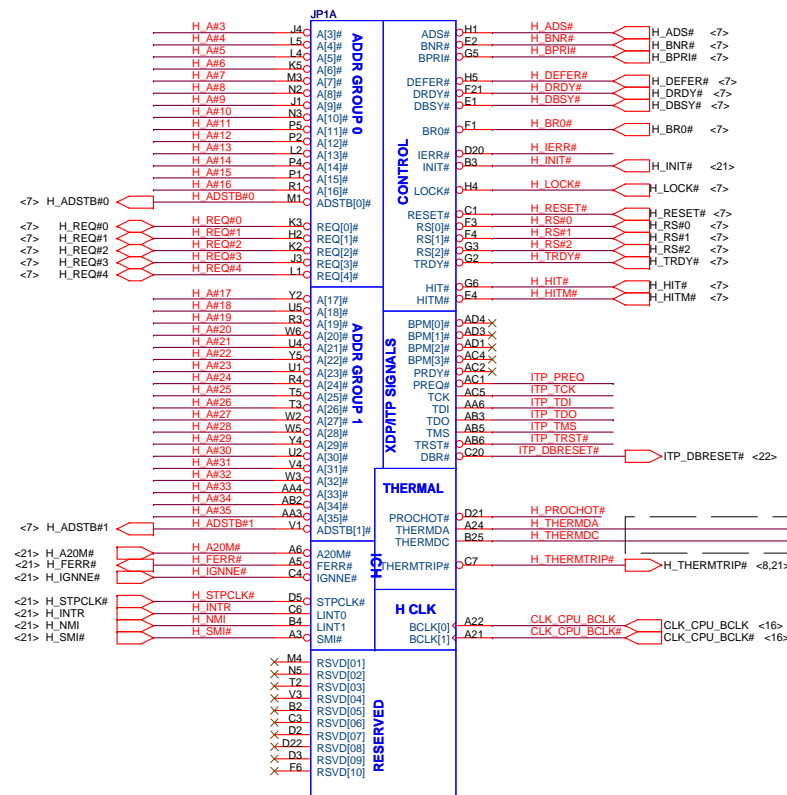 JP1A
H_A#3 J4 A[3]# ADS# H1 H_ADS# H_ADS# <7>
H_A#4 L5 A[4]# BNR# E2 H_BNR# H_BNR# <7>
H_A#5 L4 A[5]# BPRI# G5 H_BPRI# H_BPRI# <7>
H_A#6 K5 A[6]#
H_A#7 M3 A[7]# DEFER# H5 H_DEFER# H_DEFER# <7>
H_A#8 N2 A[8]# DRDY# F21 H_DRDY# H_DRDY# <7>
H_A#9 J1 A[9]# DBSY# E1 H_DBSY# H_DBSY# <7>
H_A#10 N3 A[10]#
H_A#11 P5 A[11]# BR0# F1 H_BR0# H_BR0# <7>
H_A#12 P2 A[12]#
H_A#13 L2 A[13]# IERR# D20 H_IERR#
H_A#14 P4 A[14]# INIT# B3 H_INIT# H_INIT# <21>
H_A#15 P1 A[15]#
H_A#16 R1 A[16]# LOCK# H4 H_LOCK# H_LOCK# <7>
<7> H_ADSTB#0 H_ADSTB#0 M1 ADSTB[0]#
ADDR GROUP 0
CONTROL
RESET# C1 H_RESET# H_RESET# <7>
<7> H_REQ#0 H_REQ#0 K3 REQ[0]# RS[0]# F3 H_RS#0 H_RS#0 <7>
<7> H_REQ#1 H_REQ#1 H2 REQ[1]# RS[1]# F4 H_RS#1 H_RS#1 <7>
<7> H_REQ#2 H_REQ#2 K2 REQ[2]# RS[2]# G3 H_RS#2 H_RS#2 <7>
<7> H_REQ#3 H_REQ#3 J3 REQ[3]# TRDY# G2 H_TRDY# H_TRDY# <7>
<7> H_REQ#4 H_REQ#4 L1 REQ[4]#
HIT# G6 H_HIT# H_HIT# <7>
H_A#17 Y2 A[17]# HITM# E4 H_HITM# H_HITM# <7>
H_A#18 U5 A[18]#
H_A#19 R3 A[19]# BPM[0]# AD4
H_A#20 W6 A[20]# BPM[1]# AD3
H_A#21 U4 A[21]# BPM[2]# AD1
H_A#22 Y5 A[22]# BPM[3]# AC4
H_A#23 U1 A[23]# PRDY# AC2
H_A#24 R4 A[24]# PREQ# AC1 ITP_PREQ
H_A#25 T5 A[25]# TCK AC5 ITP_TCK
H_A#26 T3 A[26]# TDI AA6 ITP_TDI
H_A#27 W2 A[27]# TDO AB3 ITP_TDO
H_A#28 W5 A[28]# TMS AB5 ITP_TMS
H_A#29 Y4 A[29]# TRST# AB6 ITP_TRST#
H_A#30 U2 A[30]# DBR# C20 ITP_DBRESET# ITP_DBRESET# <22>
ADDR GROUP 1
XDP/ITP SIGNALS
H_A#31 V4 A[31]#
H_A#32 W3 A[32]#
H_A#33 AA4 A[33]# THERMAL
H_A#34 AB2 A[34]#
H_A#35 AA3 A[35]# PROCHOT# D21 H_PROCHOT#
<7> H_ADSTB#1 H_ADSTB#1 V1 ADSTB[1]# THERMDA A24 H_THERMDA
THERMDC B25 H_THERMDC
<21> H_A20M# H_A20M# A6 A20M#
<21> H_FERR# H_FERR# A5 FERR# THERMTRIP# C7 H_THERMTRIP# H_THERMTRIP# <8,21>
<21> H_IGNNE# H_IGNNE# C4 IGNNE#
ICH
<21> H_STPCLK# H_STPCLK# D5 STPCLK# H CLK
<21> H_INTR H_INTR C6 LINT0
<21> H_NMI H_NMI B4 LINT1 BCLK[0] A22 CLK_CPU_BCLK CLK_CPU_BCLK <16>
<21> H_SMI# H_SMI# A3 SMI# BCLK[1] A21 CLK_CPU_BCLK# CLK_CPU_BCLK# <16>
M4 RSVD[01]
N5 RSVD[02]
T2 RSVD[03]
V3 RSVD[04]
B2 RSVD[05]
C3 RSVD[06]
D2 RSVD[07]
D22 RSVD[08]
D3 RSVD[09]
F6 RSVD[10]
RESERVED